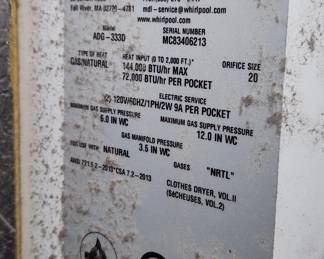 Fall River, MA 02720-4781
mdl - service@whirlpool.com
www.whirlpool.com
Model
SERIAL NUMBER
ADG-333D
MC83406213
TYPE OF HEAT
HEAT INPUT (0 TO 2,000 FT.)*
ORIFICE SIZE
GAS/NATURAL
144,000 BTU/hr MAX
20
72,000 BTU/hr PER POCKET
ELECTRIC SERVICE
120V/60HZ/1PH/2W 9A PER POCKET
MINIMUM GAS SUPPLY PRESSURE
MAXIMUM GAS SUPPLY PRESSURE
6.0 IN WC
12.0 IN WC
GAS MANIFOLD PRESSURE
3.5 IN WC
FOR USE WITH: NATURAL
GASES "NRTL"
ANSI Z21.5.2-2013*CSA 7.2-2013
CLOTHES DRYER, VOL.II
(SéCHEUSES, VOL.2)